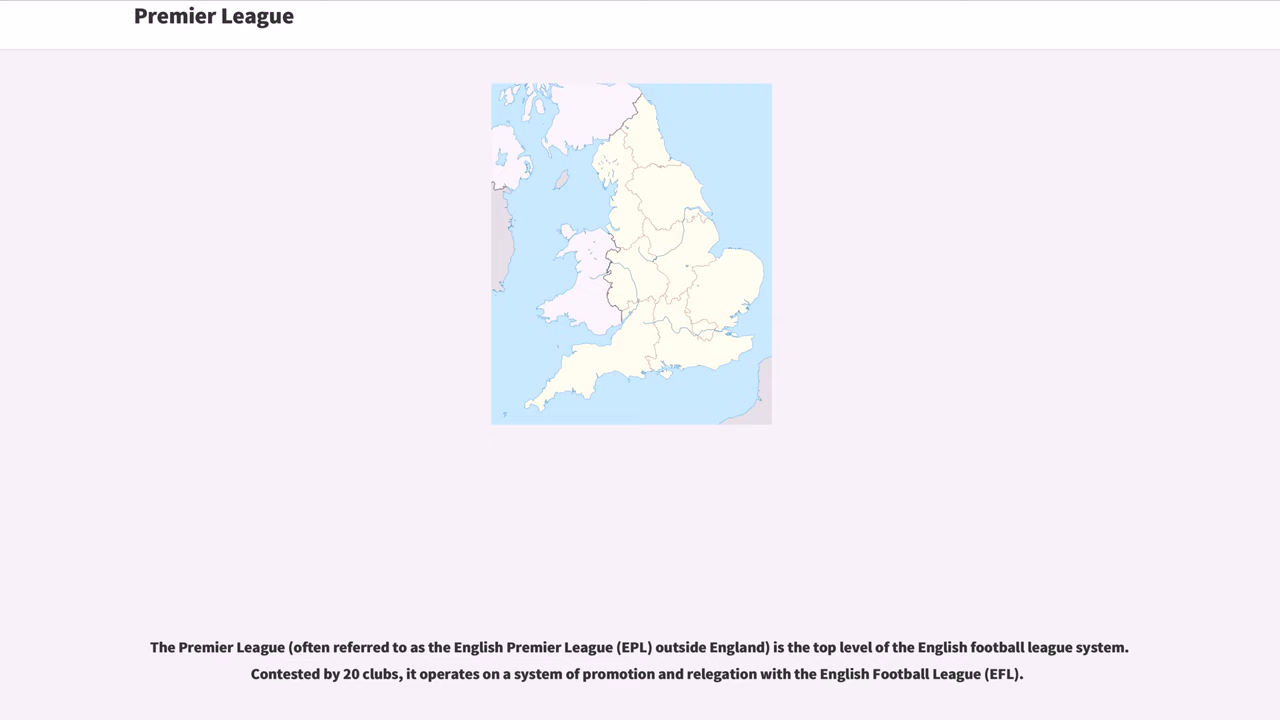 Premier League
The Premier League (often referred to as the English Premier League (EPL) outside England) is the top level of the English football league system.
Contested by 20 clubs, it operates on a system of promotion and relegation with the English Football League (EFL).